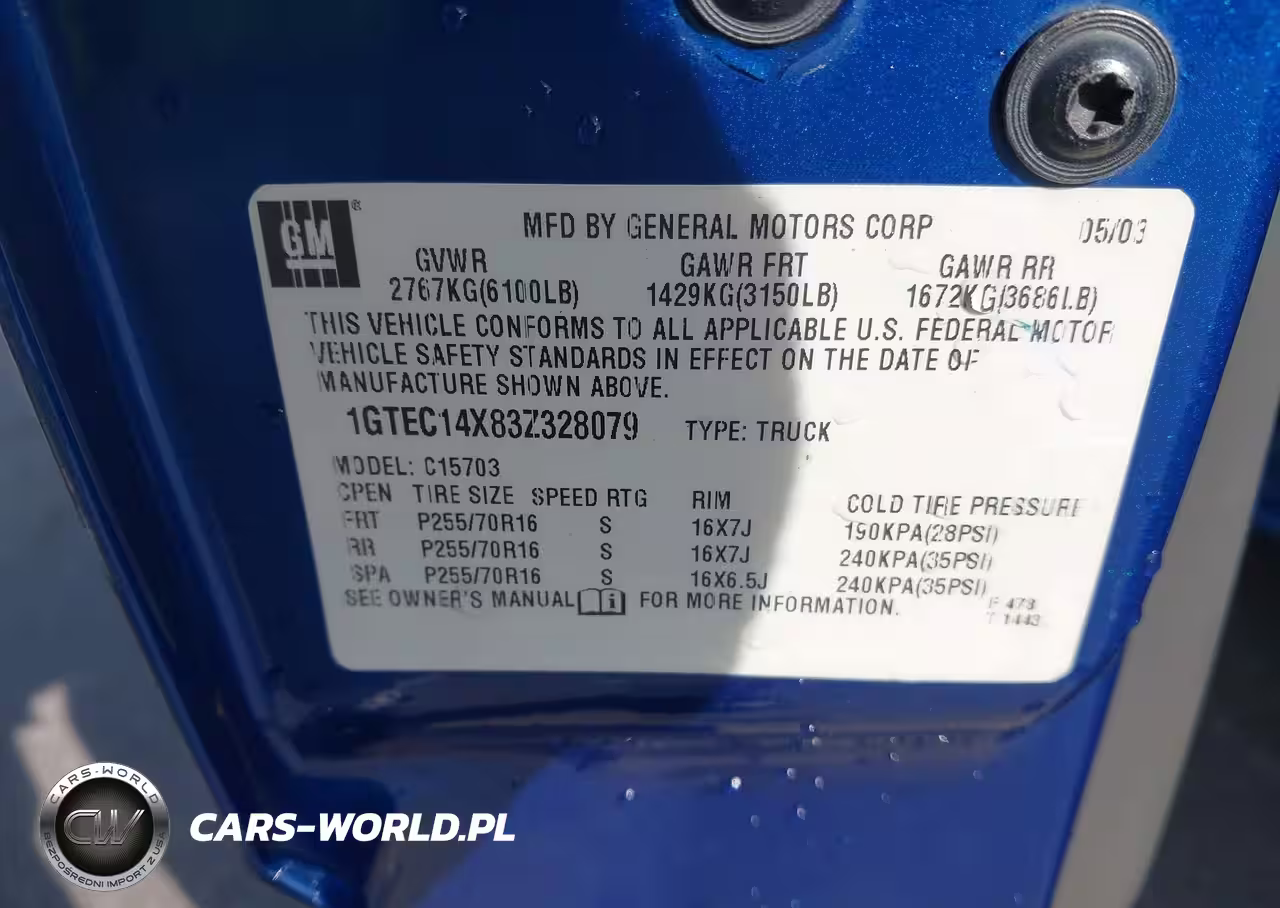 GM®
MFD BY GENERAL MOTORS CORP 05/03
GVWR GAWR FRT GAWR RR
2767KG(6100LB) 1429KG(3150LB) 1672KG(3686LB)
THIS VEHICLE CONFORMS TO ALL APPLICABLE U.S. FEDERAL MOTOR
VEHICLE SAFETY STANDARDS IN EFFECT ON THE DATE OF
MANUFACTURE SHOWN ABOVE.
1GTEC14X83Z328079 TYPE: TRUCK
MODEL: C15703
TIRE SIZE SPEED RTG RIM COLD TIRE PRESSURE
FRT P255/70R16 S 16X7J 190KPA(28PSI)
RR P255/70R16 S 16X7J 240KPA(35PSI)
SPA P255/70R16 S 16X6.5J 240KPA(35PSI)
SEE OWNER'S MANUAL i FOR MORE INFORMATION.
T 1443
CARS-WORLD
CW
BEZPOŚREDNI IMPORT Z USA
CARS-WORLD.PL